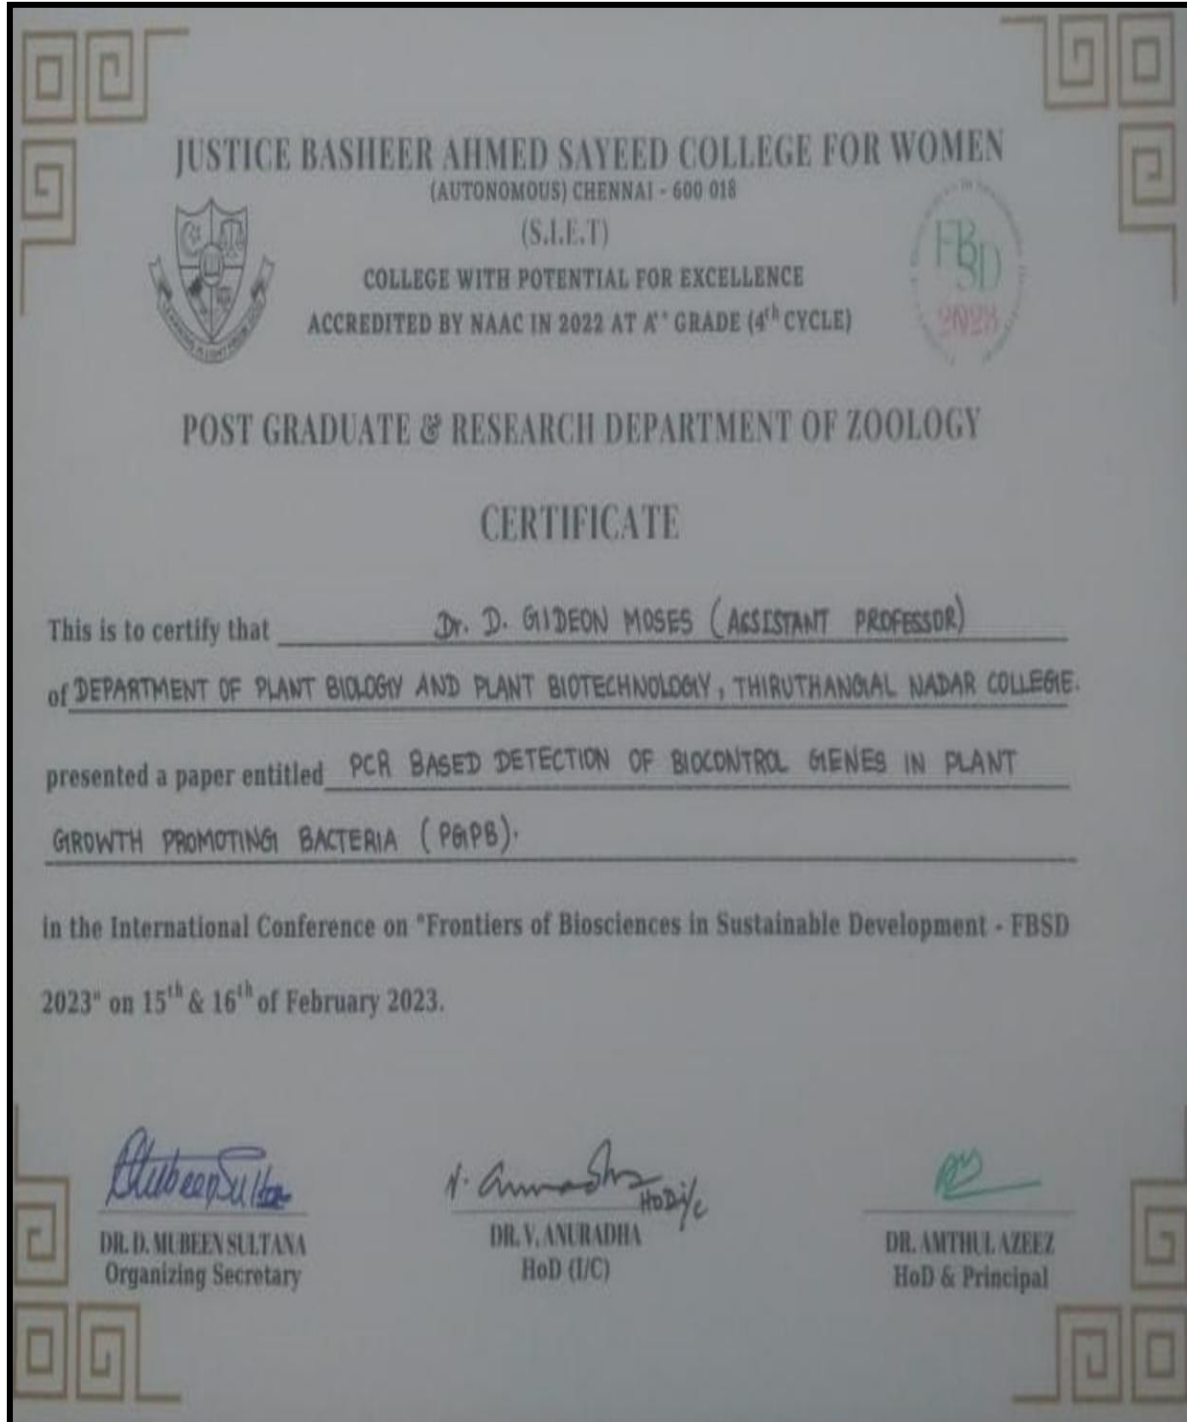 JUSTICE BASHEER AHMED SAYEED COLLEGE FOR WOMEN
(AUTONOMOUS) CHENNAI - 600 018
(S.I.E.T)
COLLEGE WITH POTENTIAL FOR EXCELLENCE
ACCREDITED BY NAAC IN 2022 AT A++ GRADE (4th CYCLE)
FBSD
2023
POST GRADUATE & RESEARCH DEPARTMENT OF ZOOLOGY
CERTIFICATE
This is to certify that Dr. D. GIDEON MOSES (ASSISTANT PROFESSOR)
of DEPARTMENT OF PLANT BIOLOGY AND PLANT BIOTECHNOLOGY, THIRUTHANGAL NADAR COLLEGE.
presented a paper entitled PCR BASED DETECTION OF BIOCONTROL GENES IN PLANT
GROWTH PROMOTING BACTERIA (PGPB).
in the International Conference on "Frontiers of Biosciences in Sustainable Development - FBSD
2023" on 15th & 16th of February 2023.
Mubeen Sultana
V. Anuradha
HoD i/c
DR. D. MUBEEN SULTANA
Organizing Secretary
DR. V. ANURADHA
HoD (I/C)
DR. AMTHUL AZEEZ
HoD & Principal